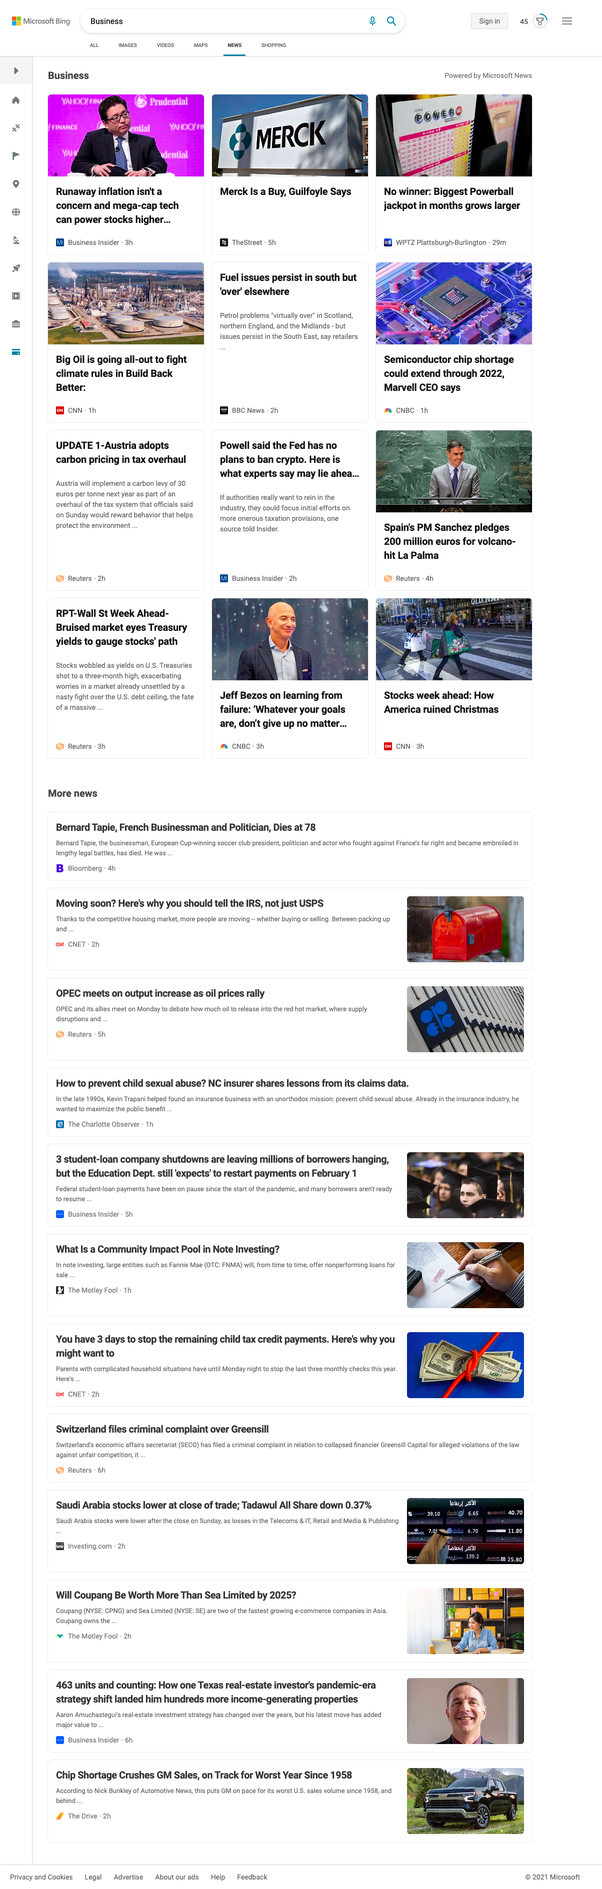 Microsoft Bing
Business
Sign in
45
ALL IMAGES VIDEOS MAPS NEWS SHOPPING
Business
Powered by Microsoft News
YAHOO!
FINANCE
Prudential
Runaway inflation isn't a
concern and mega-cap tech
can power stocks higher...
Business Insider · 3h
MERCK
Merck Is a Buy, Guilfoyle Says
TheStreet · 5h
POWER
No winner: Biggest Powerball
jackpot in months grows larger
WPTZ Plattsburgh-Burlington · 29m
Big Oil is going all-out to fight
climate rules in Build Back
Better:
CNN · 1h
Fuel issues persist in south but
'over' elsewhere
Petrol problems "virtually over" in Scotland,
northern England, and the Midlands - but
issues persist in the South East, say retailers
...
BBC News · 2h
Semiconductor chip shortage
could extend through 2022,
Marvell CEO says
CNBC · 1h
UPDATE 1-Austria adopts
carbon pricing in tax overhaul
Austria will implement a carbon levy of 30
euros per tonne next year as part of an
overhaul of the tax system that officials said
on Sunday would reward behavior that helps
protect the environment ...
Reuters · 2h
Powell said the Fed has no
plans to ban crypto. Here is
what experts say may lie ahea...
If authorities really want to rein in the
industry, they could focus initial efforts on
more onerous taxation provisions, one
source told Insider.
Business Insider · 2h
Spain's PM Sanchez pledges
200 million euros for volcano-
hit La Palma
Reuters · 4h
RPT-Wall St Week Ahead-
Bruised market eyes Treasury
yields to gauge stocks' path
Stocks wobbled as yields on U.S. Treasuries
shot to a three-month high, exacerbating
worries in a market already unsettled by a
nasty fight over the U.S. debt ceiling, the fate
of a massive ...
Reuters · 3h
Jeff Bezos on learning from
failure: 'Whatever your goals
are, don't give up no matter...
CNBC · 3h
Stocks week ahead: How
America ruined Christmas
CNN · 3h
More news
Bernard Tapie, French Businessman and Politician, Dies at 78
Bernard Tapie, the businessman, European Cup-winning soccer club president, politician and actor who fought against France's far right and became embroiled in
lengthy legal battles, has died. He was ...
Bloomberg · 4h
Moving soon? Here's why you should tell the IRS, not just USPS
Thanks to the competitive housing market, more people are moving -- whether buying or selling. Between packing up
and ...
CNET · 2h
OPEC meets on output increase as oil prices rally
OPEC and its allies meet on Monday to debate how much oil to release into the red hot market, where supply
disruptions and ...
Reuters · 5h
How to prevent child sexual abuse? NC insurer shares lessons from its claims data.
In the late 1990s, Kevin Trapani helped found an insurance business with an unorthodox mission: prevent child sexual abuse. Already in the insurance industry, he
wanted to maximize the public benefit ...
The Charlotte Observer · 1h
3 student-loan company shutdowns are leaving millions of borrowers hanging,
but the Education Dept. still 'expects' to restart payments on February 1
Federal student-loan payments have been on pause since the start of the pandemic, and many borrowers aren't ready
to resume ...
Business Insider · 5h
What Is a Community Impact Pool in Note Investing?
In note investing, large entities such as Fannie Mae (OTC: FNMA) will, from time to time, offer nonperforming loans for
sale ...
The Motley Fool · 1h
You have 3 days to stop the remaining child tax credit payments. Here's why you
might want to
Parents with complicated household situations have until Monday night to stop the last three monthly checks this year.
Here's ...
CNET · 2h
Switzerland files criminal complaint over Greensill
Switzerland's economic affairs secretariat (SECO) has filed a criminal complaint in relation to collapsed financier Greensill Capital for alleged violations of the law
against unfair competition, it ...
Reuters · 6h
Saudi Arabia stocks lower at close of trade; Tadawul All Share down 0.37%
Saudi Arabia stocks were lower after the close on Sunday, as losses in the Telecoms & IT, Retail and Media & Publishing
...
Investing.com · 2h
39.10 6.65 40.70
6.70 11.80
139.2 25.80
Will Coupang Be Worth More Than Sea Limited by 2025?
Coupang (NYSE: CPNG) and Sea Limited (NYSE: SE) are two of the fastest growing e-commerce companies in Asia.
Coupang owns the ...
The Motley Fool · 2h
463 units and counting: How one Texas real-estate investor's pandemic-era
strategy shift landed him hundreds more income-generating properties
Aaron Amuchastegui's real-estate investment strategy has changed over the years, but his latest move has added
major value to ...
Business Insider · 6h
Chip Shortage Crushes GM Sales, on Track for Worst Year Since 1958
According to Nick Bunkley of Automotive News, this puts GM on pace for its worst U.S. sales volume since 1958, and
behind ...
The Drive · 2h
Privacy and Cookies Legal Advertise About our ads Help Feedback
© 2021 Microsoft